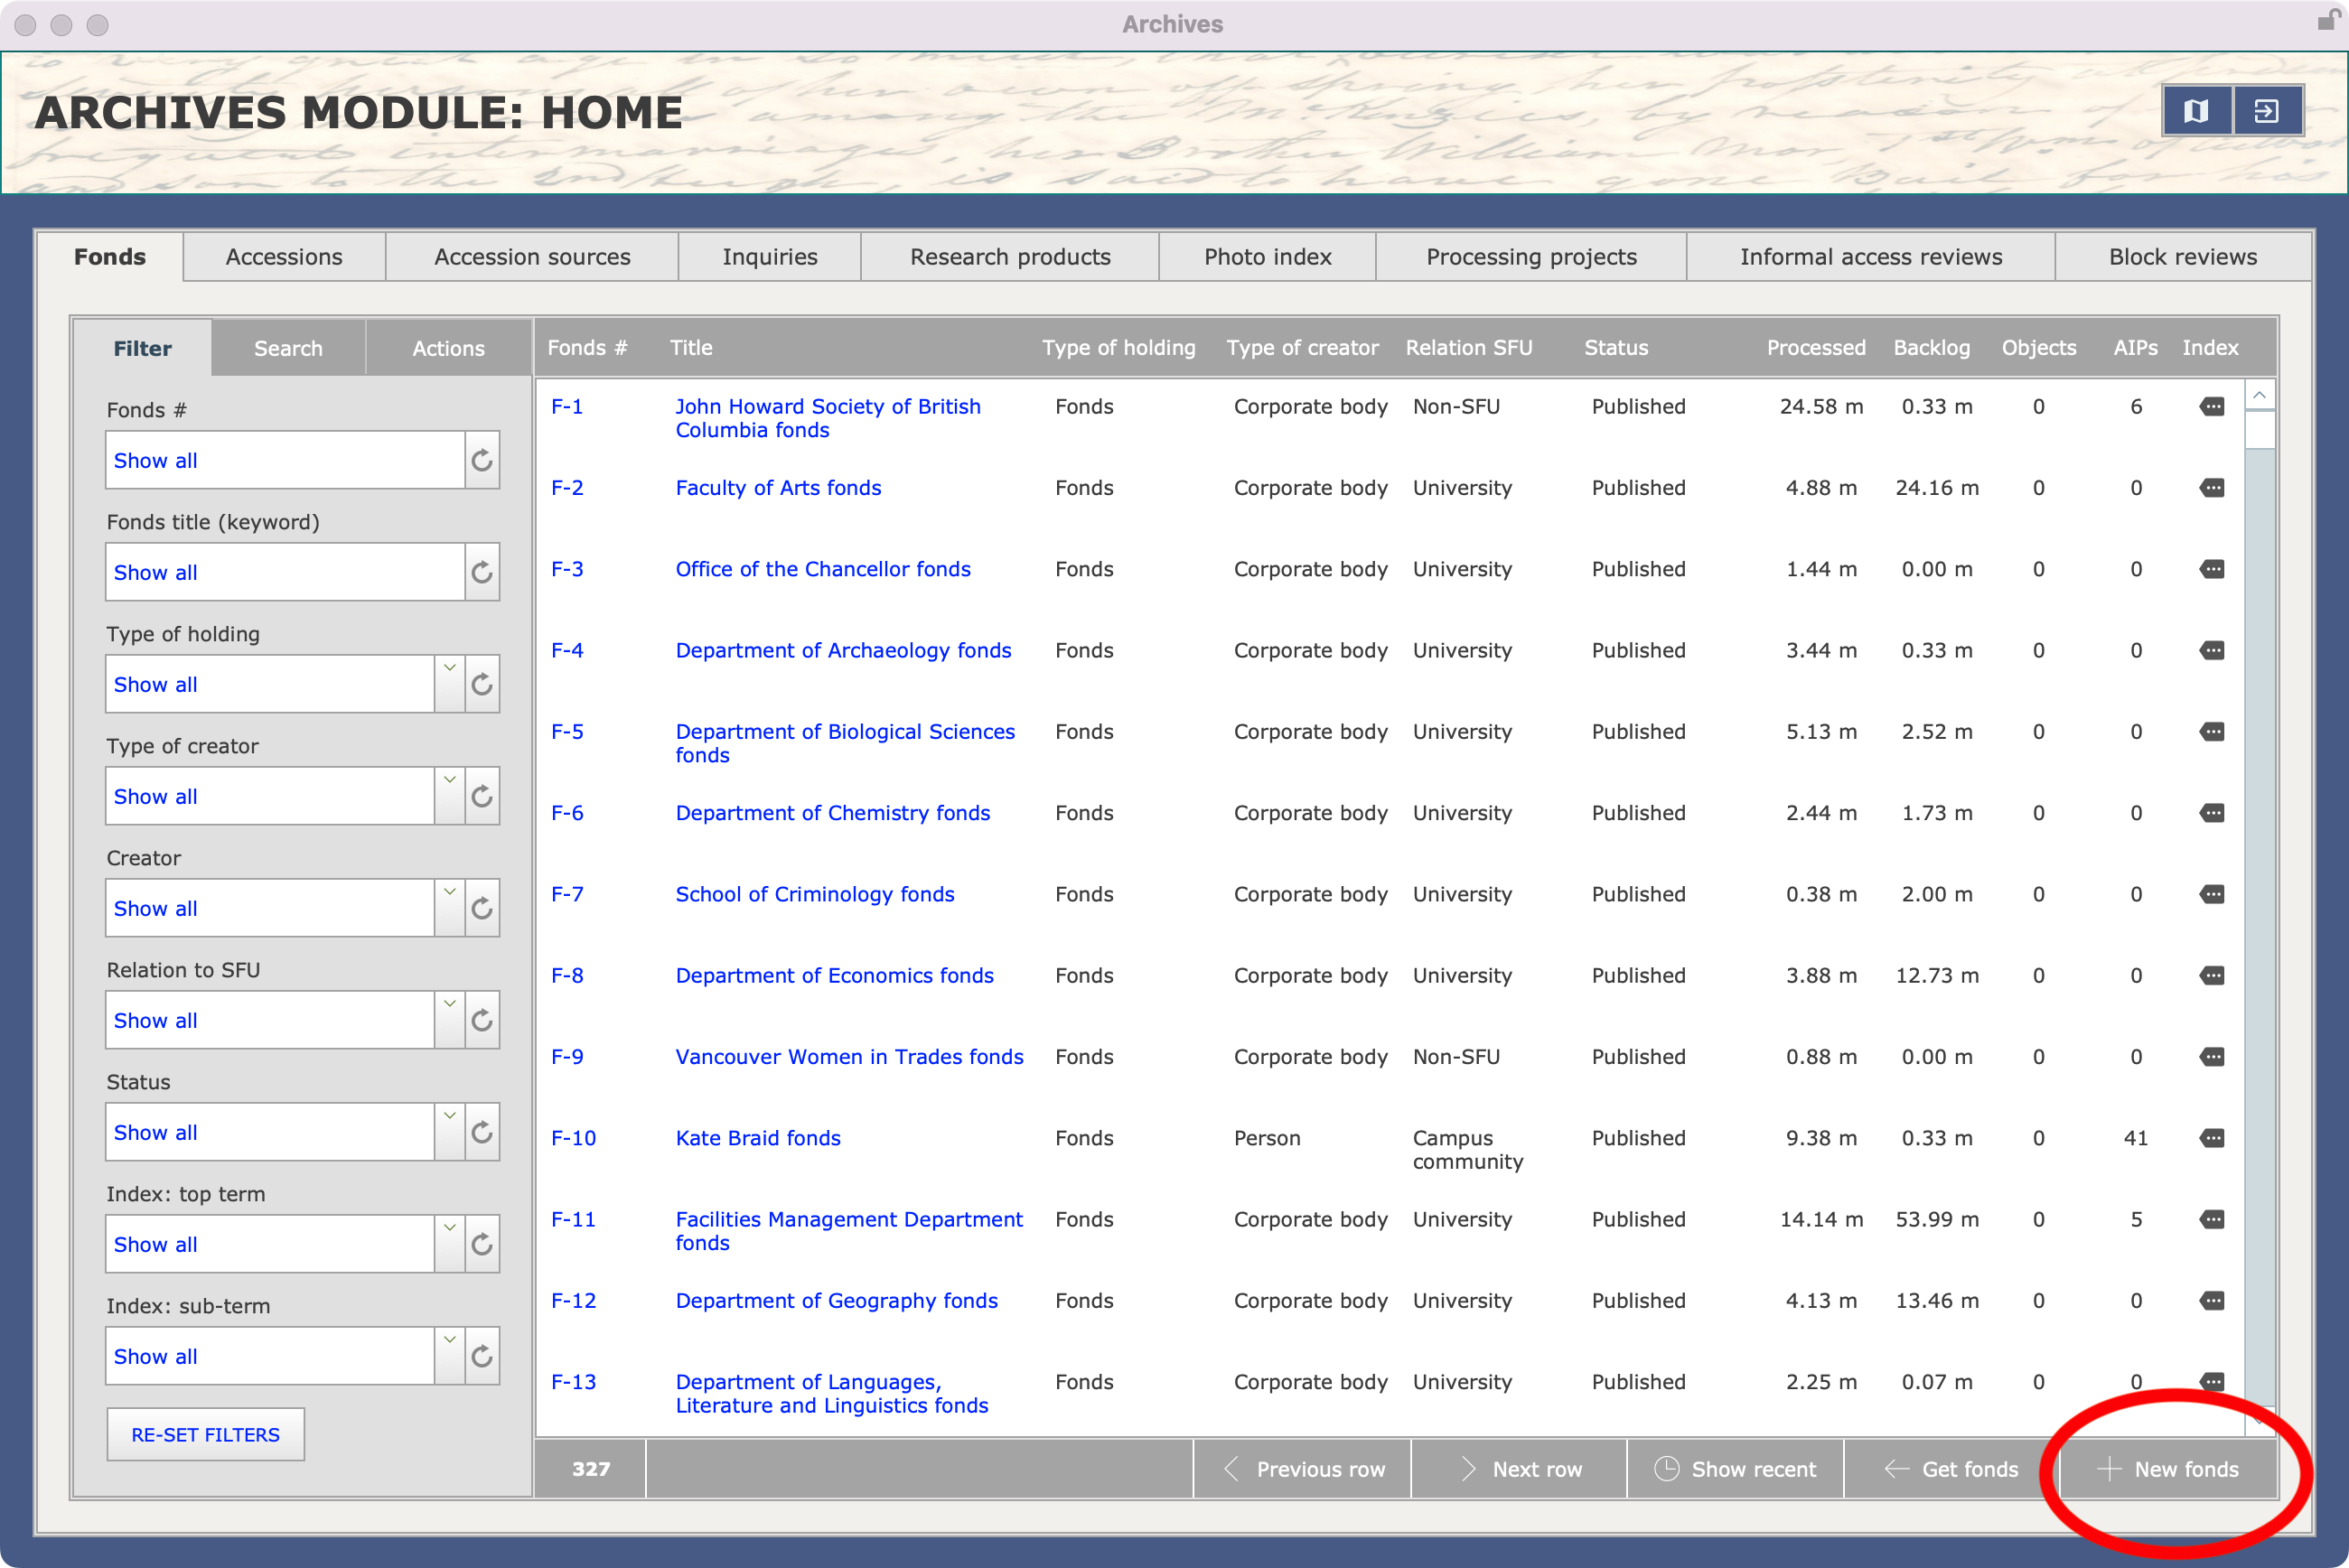 Archives
ARCHIVES MODULE: HOME
Fonds Accessions Accession sources Inquiries Research products Photo index Processing projects Informal access reviews Block reviews
Filter Search Actions
Fonds #
Show all
Fonds title (keyword)
Show all
Type of holding
Show all
Type of creator
Show all
Creator
Show all
Relation to SFU
Show all
Status
Show all
Index: top term
Show all
Index: sub-term
Show all
RE-SET FILTERS
Fonds # Title Type of holding Type of creator Relation SFU Status Processed Backlog Objects AIPs Index
F-1 John Howard Society of British Fonds Corporate body Non-SFU Published 24.58 m 0.33 m 0 6
Columbia fonds
F-2 Faculty of Arts fonds Fonds Corporate body University Published 4.88 m 24.16 m 0 0
F-3 Office of the Chancellor fonds Fonds Corporate body University Published 1.44 m 0.00 m 0 0
F-4 Department of Archaeology fonds Fonds Corporate body University Published 3.44 m 0.33 m 0 0
F-5 Department of Biological Sciences Fonds Corporate body University Published 5.13 m 2.52 m 0 0
fonds
F-6 Department of Chemistry fonds Fonds Corporate body University Published 2.44 m 1.73 m 0 0
F-7 School of Criminology fonds Fonds Corporate body University Published 0.38 m 2.00 m 0 0
F-8 Department of Economics fonds Fonds Corporate body University Published 3.88 m 12.73 m 0 0
F-9 Vancouver Women in Trades fonds Fonds Corporate body Non-SFU Published 0.88 m 0.00 m 0 0
F-10 Kate Braid fonds Fonds Person Campus Published 9.38 m 0.33 m 0 41
community
F-11 Facilities Management Department Fonds Corporate body University Published 14.14 m 53.99 m 0 5
fonds
F-12 Department of Geography fonds Fonds Corporate body University Published 4.13 m 13.46 m 0 0
F-13 Department of Languages, Fonds Corporate body University Published 2.25 m 0.07 m 0 0
Literature and Linguistics fonds
327 Previous row Next row Show recent Get fonds New fonds